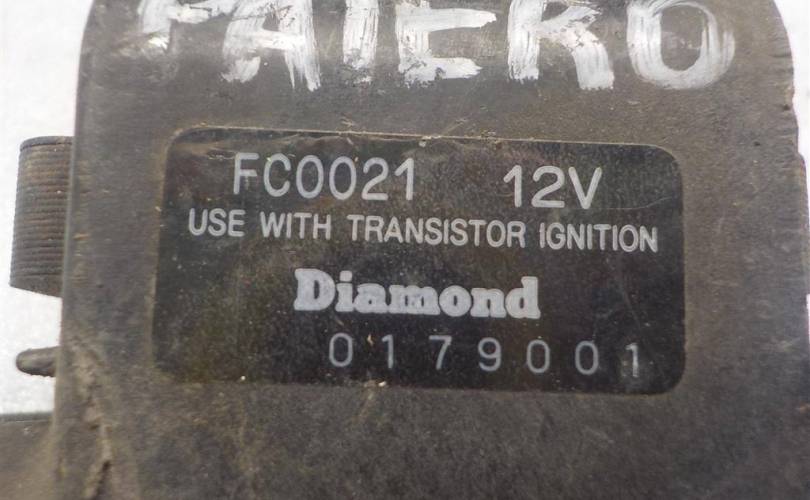 PAJERO
FC0021 12V
USE WITH TRANSISTOR IGNITION
Diamond
0179001